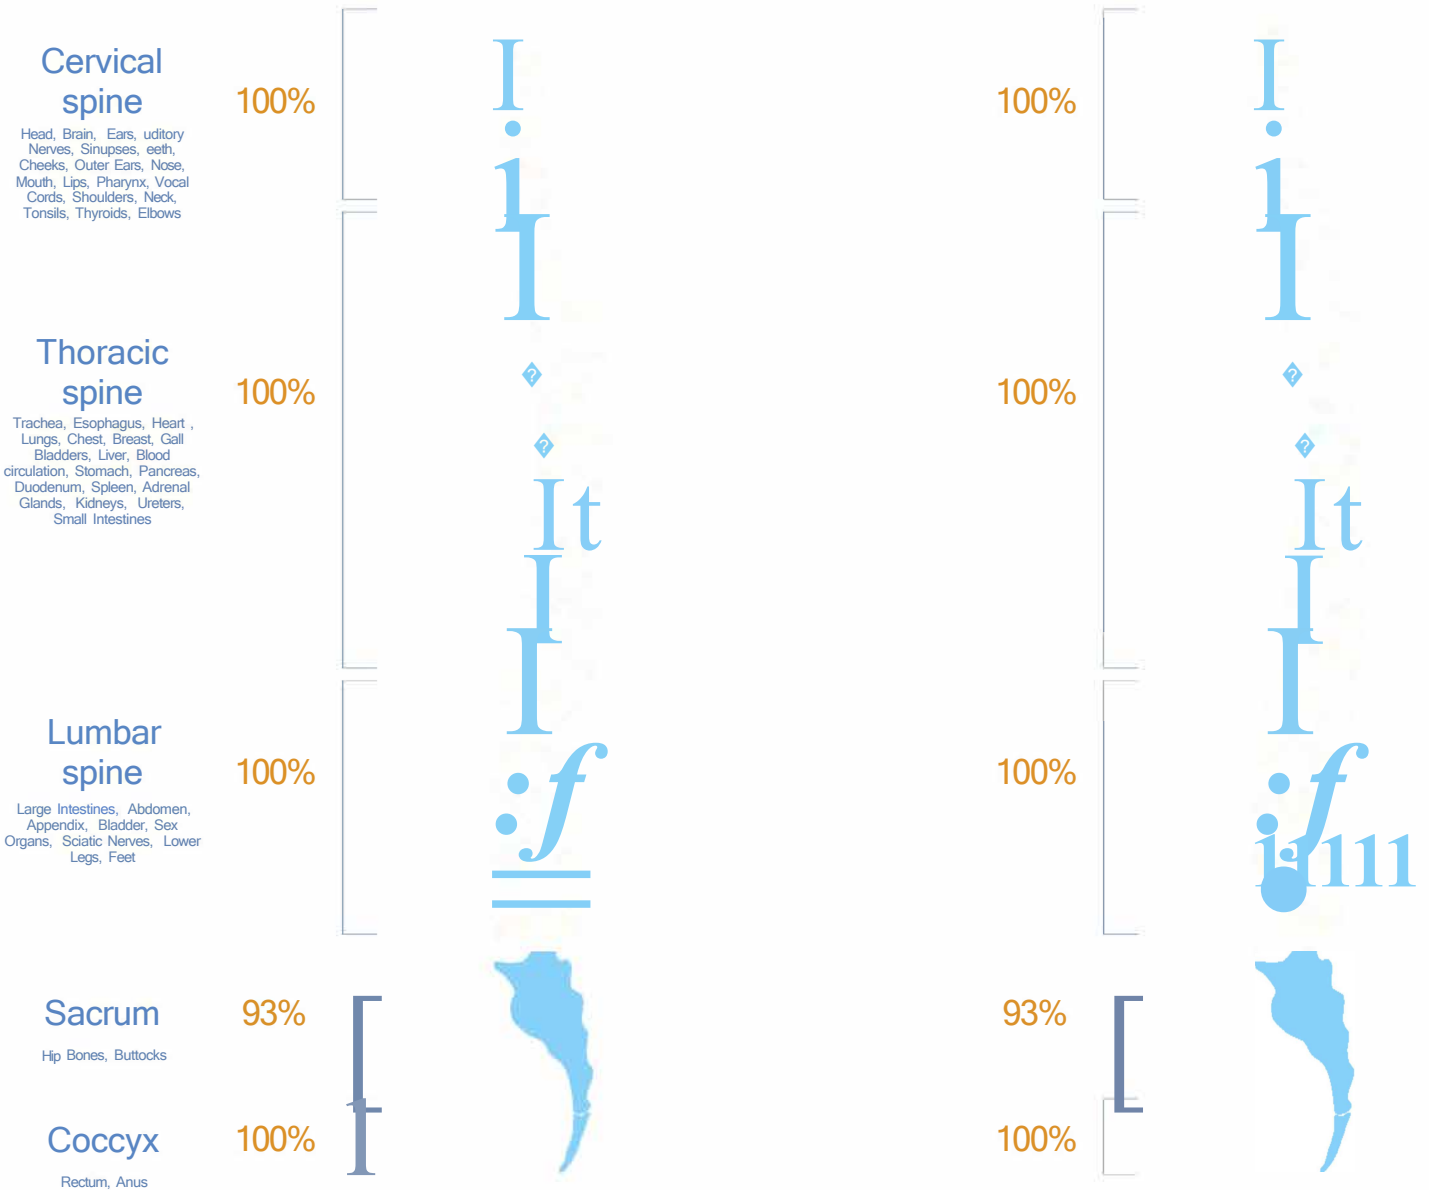 Cervical
spine
100%
100%
Head, Brain, Ears, uditory
Nerves, Sinupses, eeth,
Cheeks, Outer Ears, Nose,
Mouth, Lips, Pharynx, Vocal
Cords, Shoulders, Neck,
Tonsils, Thyroids, Elbows
Thoracic
spine
100%
100%
Trachea, Esophagus, Heart ,
Lungs, Chest, Breast, Gall
Bladders, Liver, Blood
circulation, Stomach, Pancreas,
Duodenum, Spleen, Adrenal
Glands, Kidneys, Ureters,
Small Intestines
It
It
Lumbar
spine
100%
100%
Large Intestines, Abdomen,
Appendix, Bladder, Sex
Organs, Sciatic Nerves, Lower
Legs, Feet
Sacrum
93%
93%
Hip Bones, Buttocks
Coccyx
100%
100%
Rectum, Anus